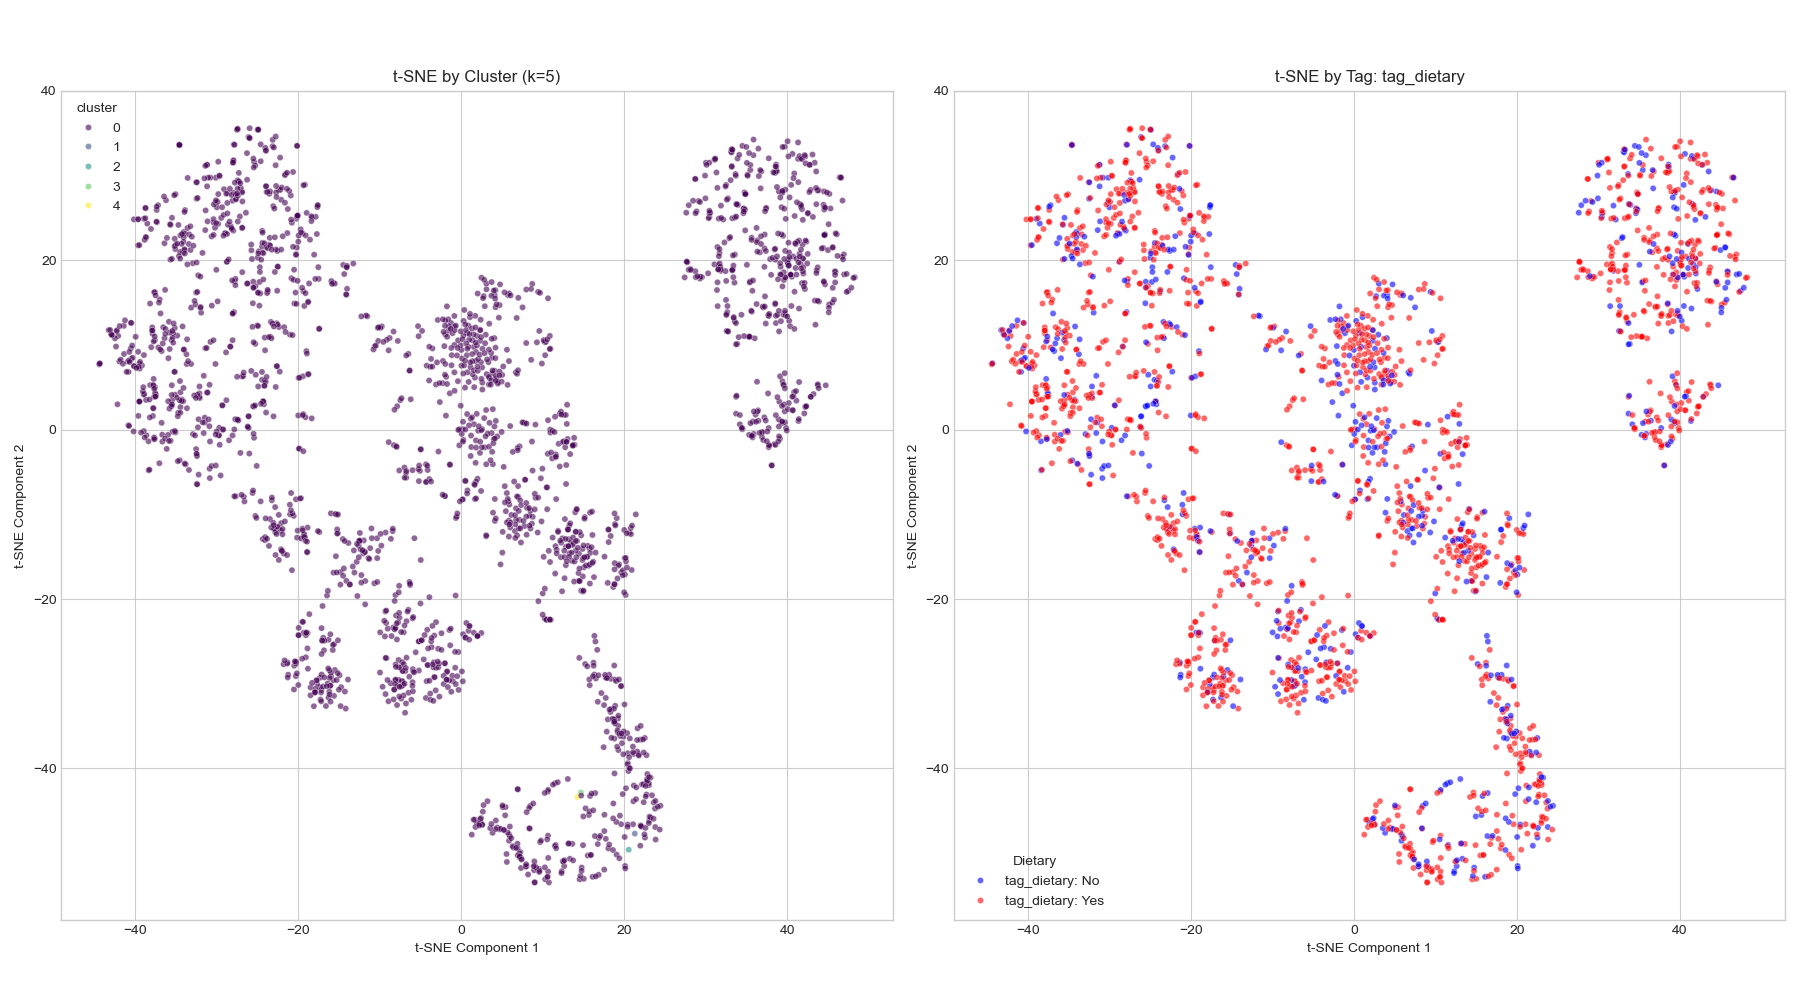 t-SNE by Cluster (k=5)
cluster
0
1
2
3
4
40
20
0
−20
−40
−40
−20
0
20
40
t-SNE Component 2
t-SNE Component 1
t-SNE by Tag: tag_dietary
40
20
0
−20
−40
−40
−20
0
20
40
t-SNE Component 2
t-SNE Component 1
Dietary
tag_dietary: No
tag_dietary: Yes